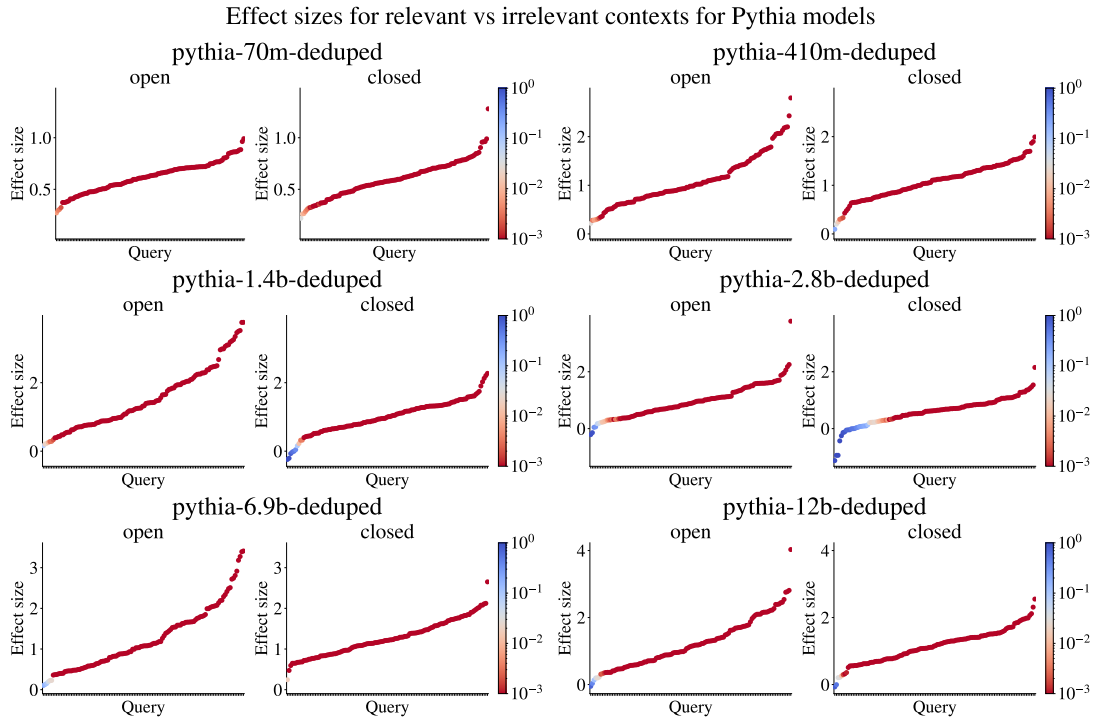 Effect sizes for relevant vs irrelevant contexts for Pythia models
pythia-70m-deduped
open
closed
Effect size
1.0
0.5
Query
Effect size
1.0
0.5
Query
10^0
10^-1
10^-2
10^-3
pythia-410m-deduped
open
closed
Effect size
2
1
0
Query
Effect size
2
1
0
Query
10^0
10^-1
10^-2
10^-3
pythia-1.4b-deduped
open
closed
Effect size
2
0
Query
Effect size
2
0
Query
10^0
10^-1
10^-2
10^-3
pythia-2.8b-deduped
open
closed
Effect size
2
0
Query
Effect size
2
0
Query
10^0
10^-1
10^-2
10^-3
pythia-6.9b-deduped
open
closed
Effect size
3
2
1
0
Query
Effect size
3
2
1
0
Query
10^0
10^-1
10^-2
10^-3
pythia-12b-deduped
open
closed
Effect size
4
2
0
Query
Effect size
4
2
0
Query
10^0
10^-1
10^-2
10^-3